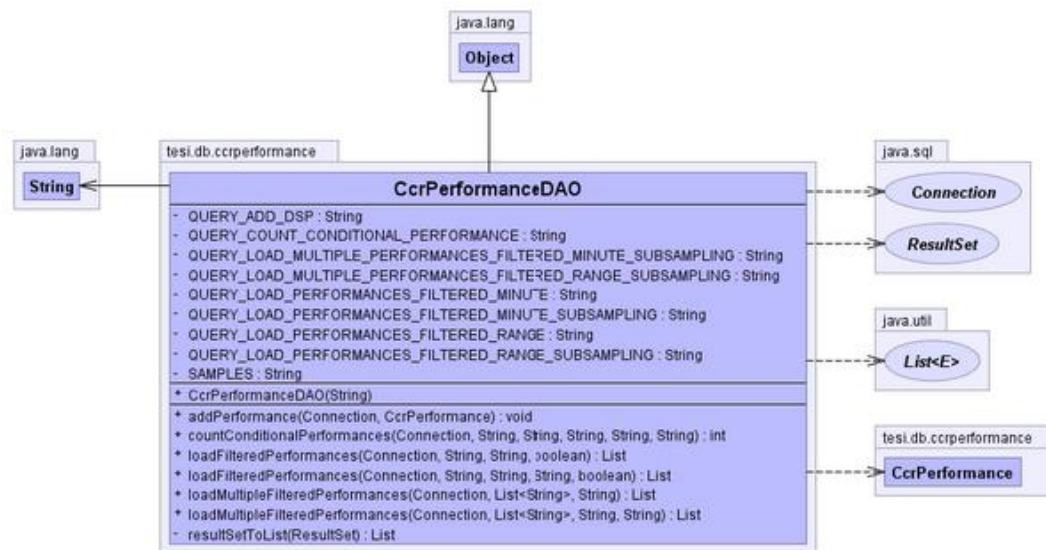 java.lang
Object
java.lang
String
tesi.db.ccrperformance
CcrPerformanceDAO
- QUERY_ADD_DSP : String
- QUERY_COUNT_CONDITIONAL_PERFORMANCE : String
- QUERY_LOAD_MULTIPLE_PERFORMANCES_FILTERED_MINUTE_SUBSAMPLING : String
- QUERY_LOAD_MULTIPLE_PERFORMANCES_FILTERED_RANGE_SUBSAMPLING : String
- QUERY_LOAD_PERFORMANCES_FILTERED_MINUTE : String
- QUERY_LOAD_PERFORMANCES_FILTERED_MINUTE_SUBSAMPLING : String
- QUERY_LOAD_PERFORMANCES_FILTERED_RANGE : String
- QUERY_LOAD_PERFORMANCES_FILTERED_RANGE_SUBSAMPLING : String
- SAMPLES : String
+ CcrPerformanceDAO(String)
+ addPerformance(Connection, CcrPerformance) : void
+ countConditionalPerformances(Connection, String, String, String, String, String) : int
+ loadFilteredPerformances(Connection, String, String, boolean) : List
+ loadFilteredPerformances(Connection, String, String, String, boolean) : List
+ loadMultipleFilteredPerformances(Connection, List<String>, String) : List
+ loadMultipleFilteredPerformances(Connection, List<String>, String, String) : List
- resultSetToList(ResultSet) : List
java.sql
Connection
ResultSet
java.util
List<E>
tesi.db.ccrperformance
CcrPerformance